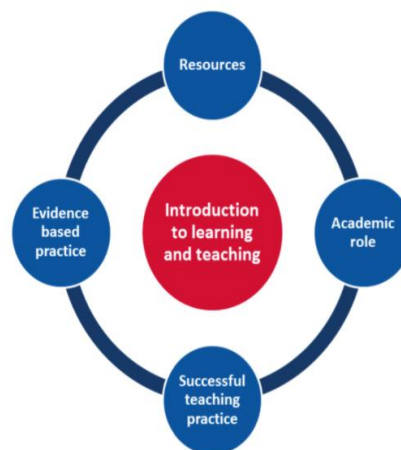 Resources
Evidence
based
practice
Introduction
to learning
and teaching
Academic
role
Successful
teaching
practice